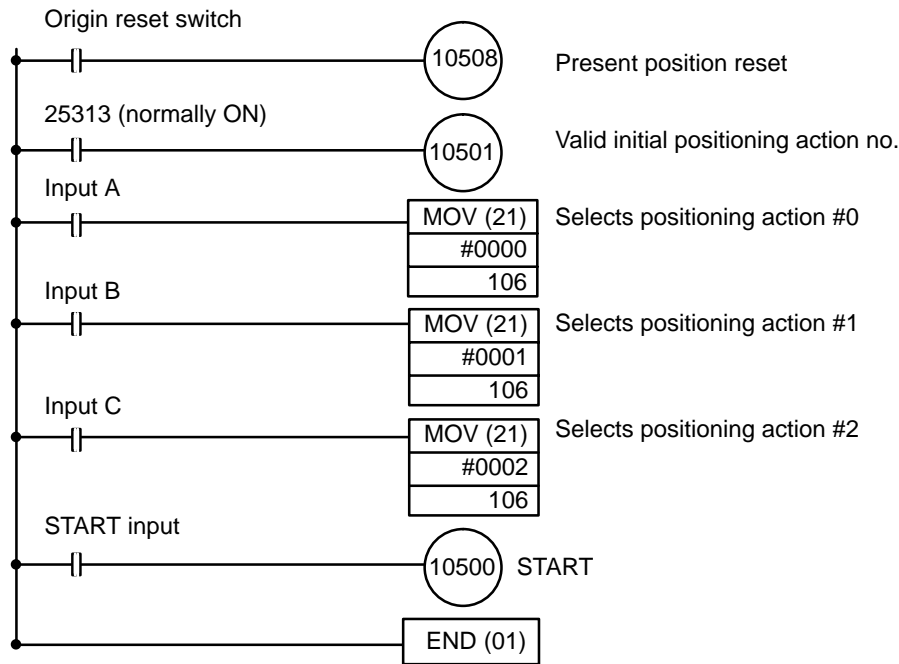 Origin reset switch
10508
Present position reset
25313 (normally ON)
10501
Valid initial positioning action no.
Input A
MOV (21)
#0000
106
Selects positioning action #0
Input B
MOV (21)
#0001
106
Selects positioning action #1
Input C
MOV (21)
#0002
106
Selects positioning action #2
START input
10500
START
END (01)